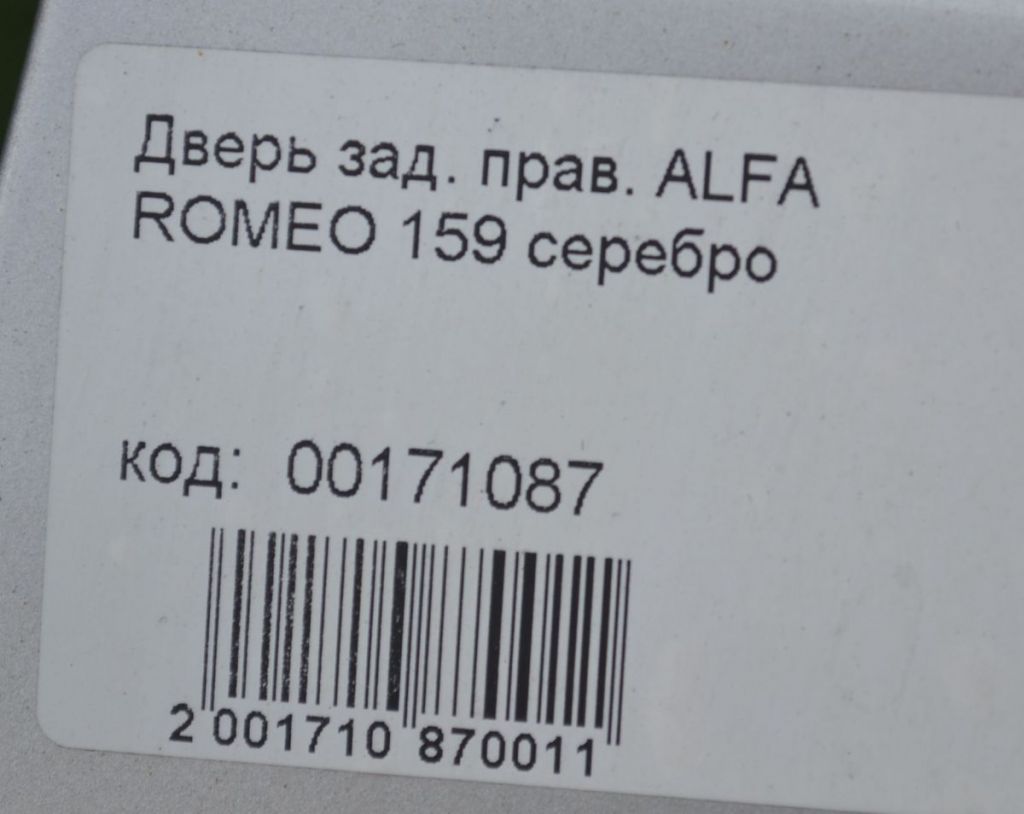 Дверь зад. прав. ALFA
ROMEO 159 серебро
код: 00171087
2 001710 870011